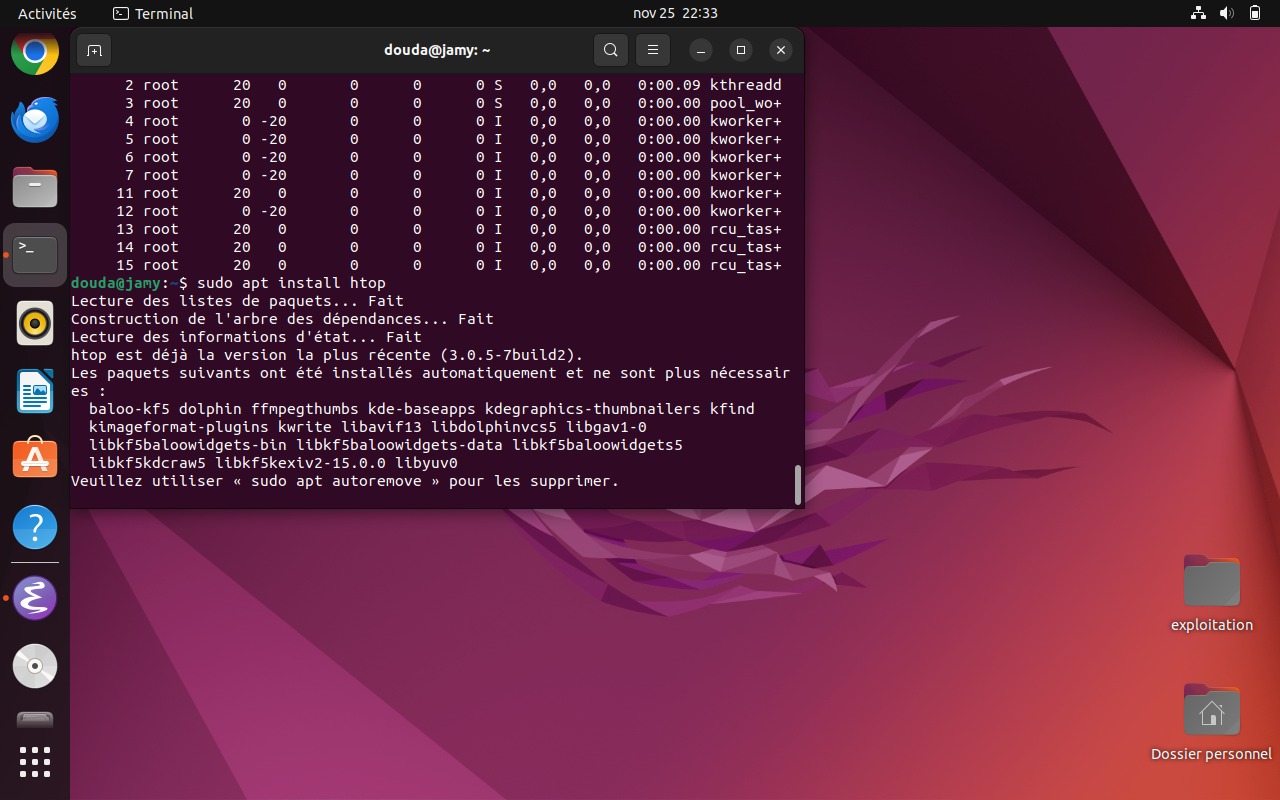 Activités Terminal nov 25 22:33
douda@jamy: ~
2 root 20 0 0 0 0 S 0,0 0,0 0:00.09 kthreadd
3 root 20 0 0 0 0 S 0,0 0,0 0:00.00 pool_wo+
4 root 0 -20 0 0 0 I 0,0 0,0 0:00.00 kworker+
5 root 0 -20 0 0 0 I 0,0 0,0 0:00.00 kworker+
6 root 0 -20 0 0 0 I 0,0 0,0 0:00.00 kworker+
7 root 0 -20 0 0 0 I 0,0 0,0 0:00.00 kworker+
11 root 20 0 0 0 0 I 0,0 0,0 0:00.00 kworker+
12 root 0 -20 0 0 0 I 0,0 0,0 0:00.00 kworker+
13 root 20 0 0 0 0 I 0,0 0,0 0:00.00 rcu_tas+
14 root 20 0 0 0 0 I 0,0 0,0 0:00.00 rcu_tas+
15 root 20 0 0 0 0 I 0,0 0,0 0:00.00 rcu_tas+
douda@jamy:~$ sudo apt install htop
Lecture des listes de paquets... Fait
Construction de l'arbre des dépendances... Fait
Lecture des informations d'état... Fait
htop est déjà la version la plus récente (3.0.5-7build2).
Les paquets suivants ont été installés automatiquement et ne sont plus nécessair
es :
baloo-kf5 dolphin ffmpegthumbs kde-baseapps kdegraphics-thumbnailers kfind
kimageformat-plugins kwrite libavif13 libdolphinvcs5 libgav1-0
libkf5baloowidgets-bin libkf5baloowidgets-data libkf5baloowidgets5
libkf5kdcraw5 libkf5kexiv2-15.0.0 libyuv0
Veuillez utiliser « sudo apt autoremove » pour les supprimer.
exploitation
Dossier personnel